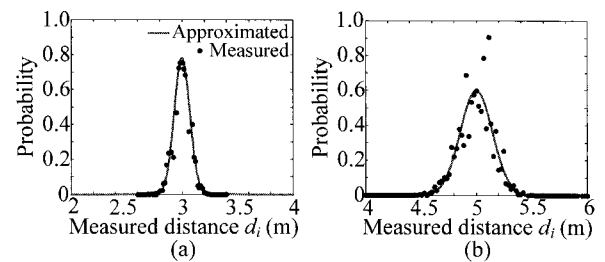 1.0
0.8
0.6
0.4
0.2
0
Probability
Approximated
Measured
2 2.5 3 3.5 4
Measured distance di (m)
(a)
1.0
0.8
0.6
0.4
0.2
0
Probability
4 4.5 5 5.5 6
Measured distance di (m)
(b)